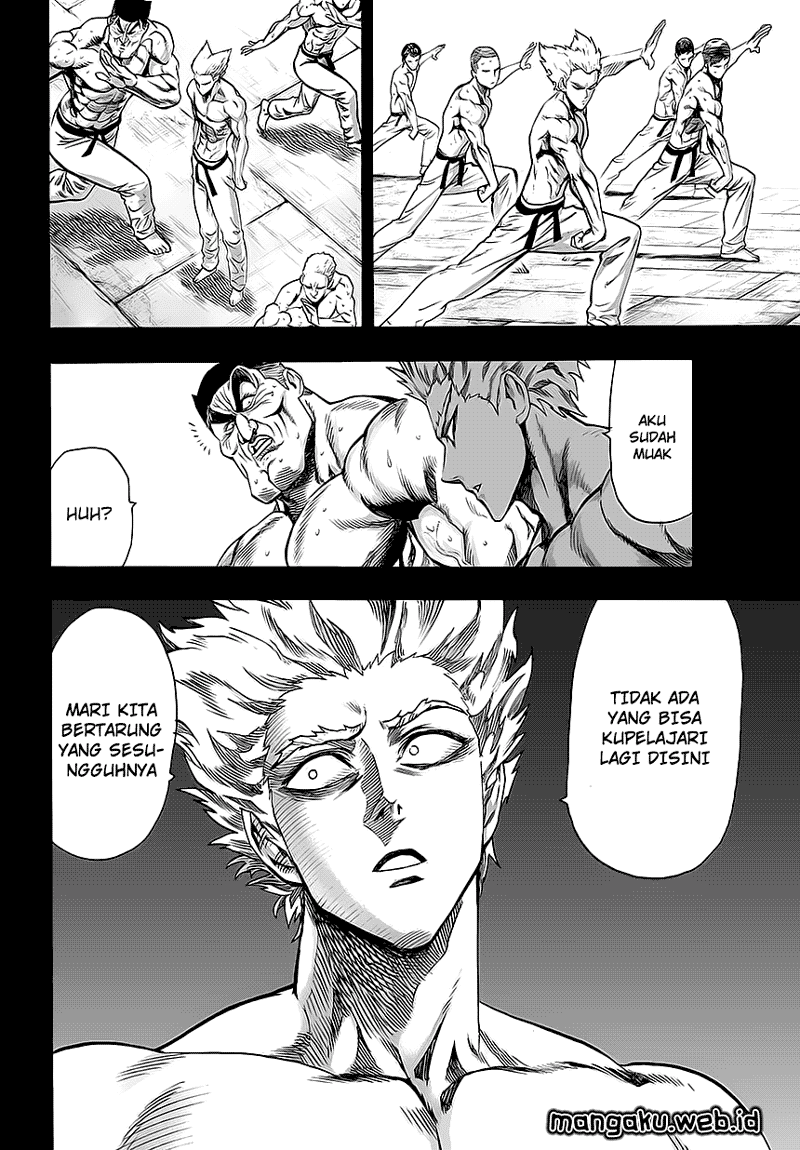 AKU
SUDAH
MUAK
HUH?
TIDAK ADA
YANG BISA
KUPELAJARI
LAGI DISINI
MARI KITA
BERTARUNG
YANG SESU-
NGGUHNYA
mangaku.web.id